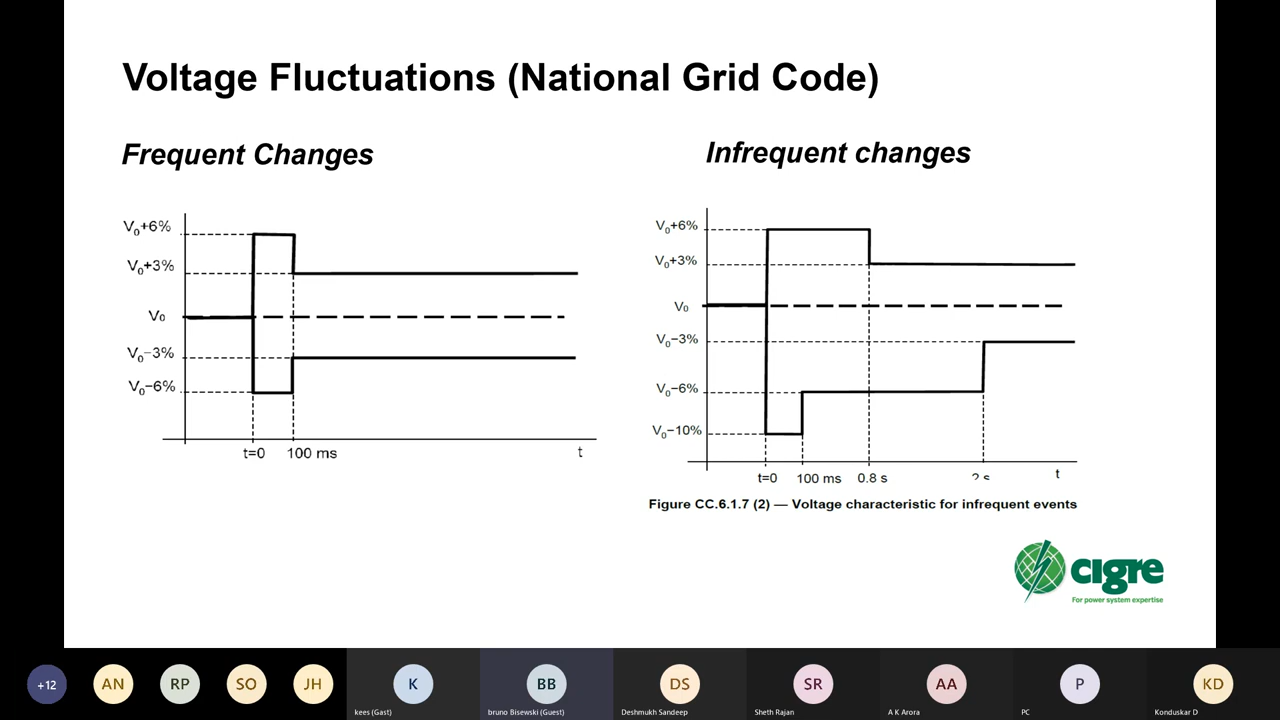 Voltage Fluctuations (National Grid Code)
Frequent Changes
V0+6%
V0+3%
V0
V0−3%
V0−6%
t=0 100 ms t
Infrequent changes
V0+6%
V0+3%
V0
V0−3%
V0−6%
V0−10%
t=0 100 ms 0.8 s t
Figure CC.6.1.7 (2) — Voltage characteristic for infrequent events
cigre
For power system expertise
+12 AN RP SO JH K BB DS SR AA P KD
kees (Gast) bruno Bisewski (Guest) Deshmukh Sandeep Sheth Rajan A K Arora PC Konduskar D